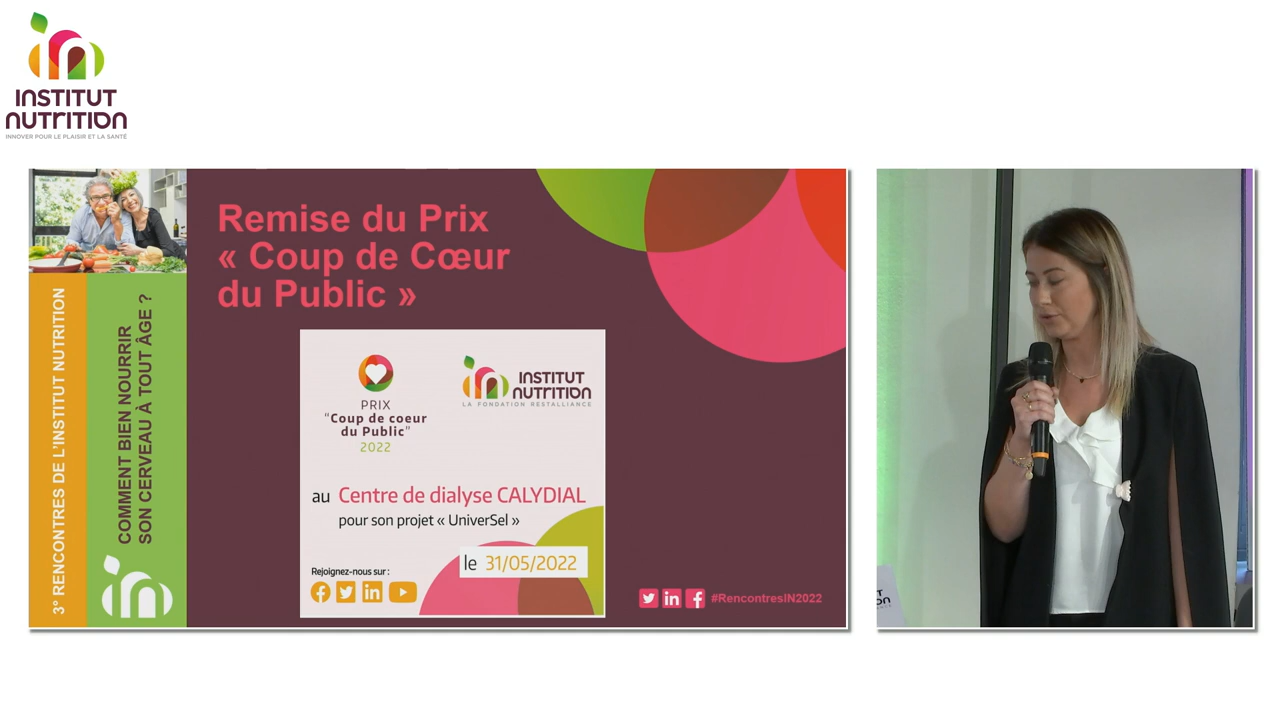 INSTITUT
NUTRITION
INNOVER POUR LE PLAISIR ET LA SANTÉ
3° RENCONTRES DE L'INSTITUT NUTRITION
COMMENT BIEN NOURRIR
SON CERVEAU À TOUT ÂGE ?
in
Remise du Prix
« Coup de Cœur
du Public »
PRIX
"Coup de coeur
du Public"
2022
INSTITUT
NUTRITION
LA FONDATION RESTALLIANCE
au Centre de dialyse CALYDIAL
pour son projet « UniverSel »
le 31/05/2022
Rejoignez-nous sur :
#RencontresIN2022